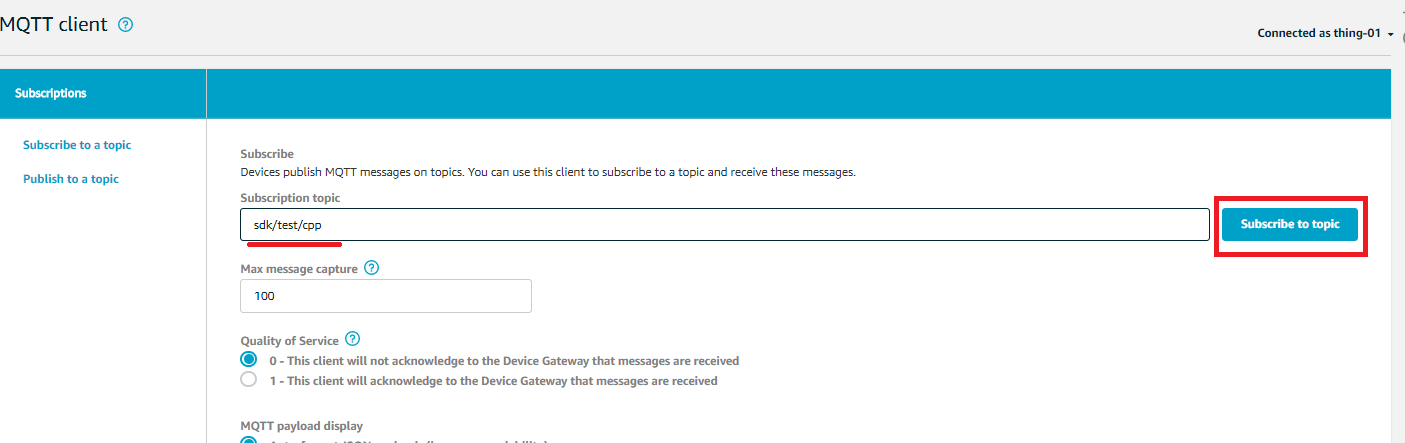 MQTT client ?
Connected as thing-01
Subscriptions
Subscribe to a topic
Publish to a topic
Subscribe
Devices publish MQTT messages on topics. You can use this client to subscribe to a topic and receive these messages.
Subscription topic
sdk/test/cpp
Subscribe to topic
Max message capture ?
100
Quality of Service ?
0 - This client will not acknowledge to the Device Gateway that messages are received
1 - This client will acknowledge to the Device Gateway that messages are received
MQTT payload display